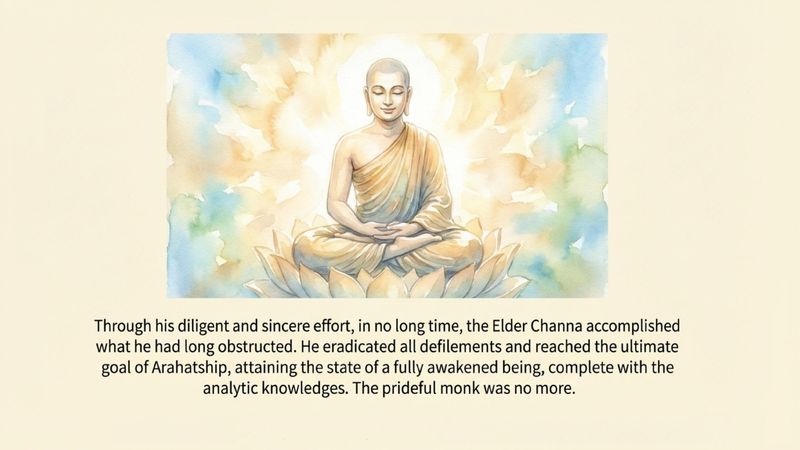 Through his diligent and sincere effort, in no long time, the Elder Channa accomplished
what he had long obstructed. He eradicated all defilements and reached the ultimate
goal of Arahatship, attaining the state of a fully awakened being, complete with the
analytic knowledges. The prideful monk was no more.